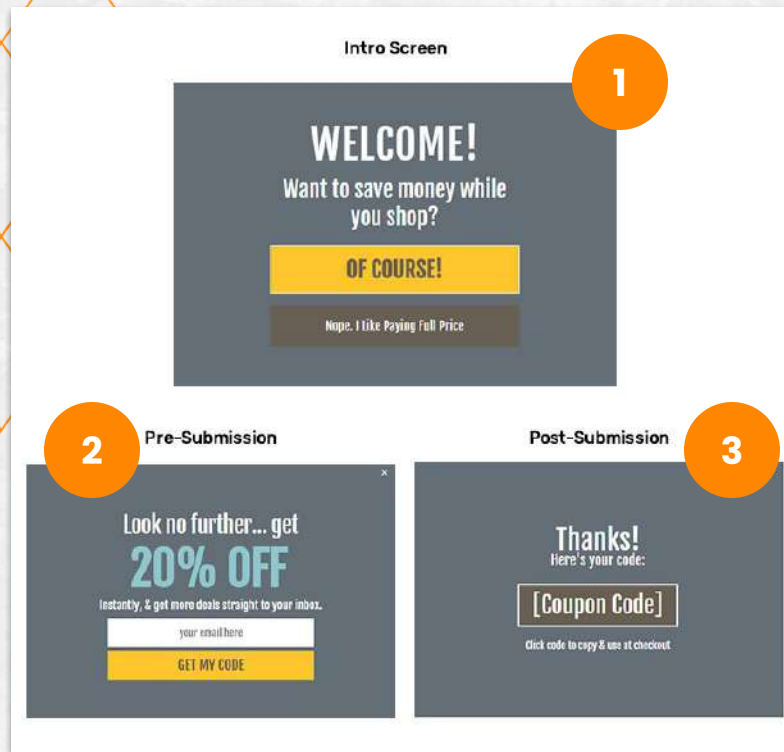 Intro Screen
1
WELCOME!
Want to save money while
you shop?
OF COURSE!
Nope. I Like Paying Full Price
2
Pre-Submission
×
Look no further... get
20% OFF
Instantly, & get more deals straight to your inbox.
your email here
GET MY CODE
Post-Submission
3
Thanks!
Here's your code:
[Coupon Code]
Click code to copy & use at checkout